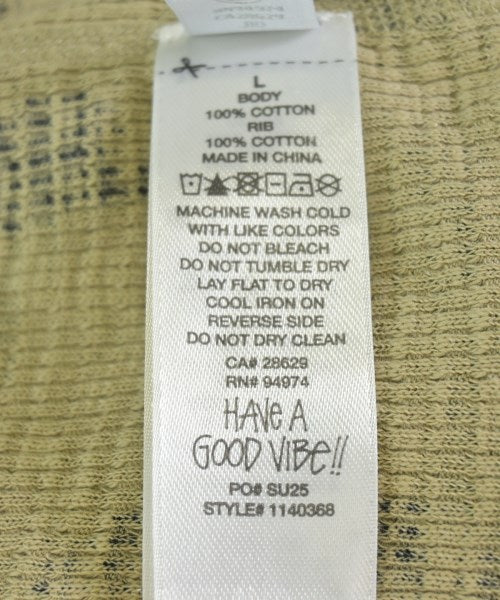 L
BODY
100% COTTON
RIB
100% COTTON
MADE IN CHINA
MACHINE WASH COLD
WITH LIKE COLORS
DO NOT BLEACH
DO NOT TUMBLE DRY
LAY FLAT TO DRY
COOL IRON ON
REVERSE SIDE
DO NOT DRY CLEAN
CA# 28629
RN# 94974
HAVE A
GOOD VIBE!!
PO# SU25
STYLE# 1140368